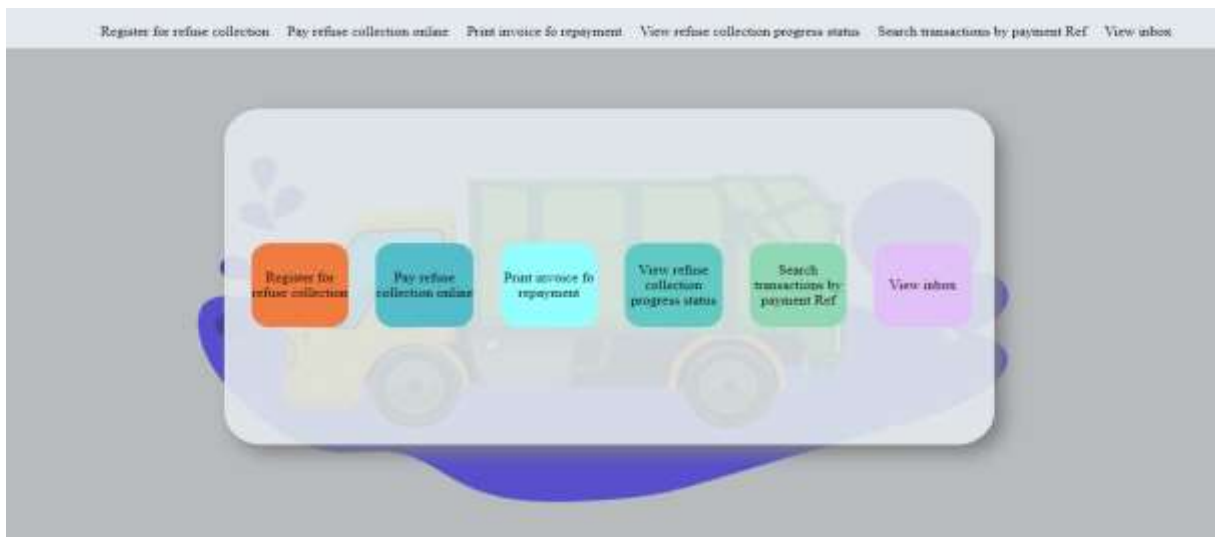 Register for refuse collection Pay refuse collection online Print invoice fo repayment View refuse collection progress status Search transactions by payment Ref View inbox
Register for
refuse collection
Pay refuse
collection online
Print invoice fo
repayment
View refuse
collection
progress status
Search
transactions by
payment Ref
View inbox